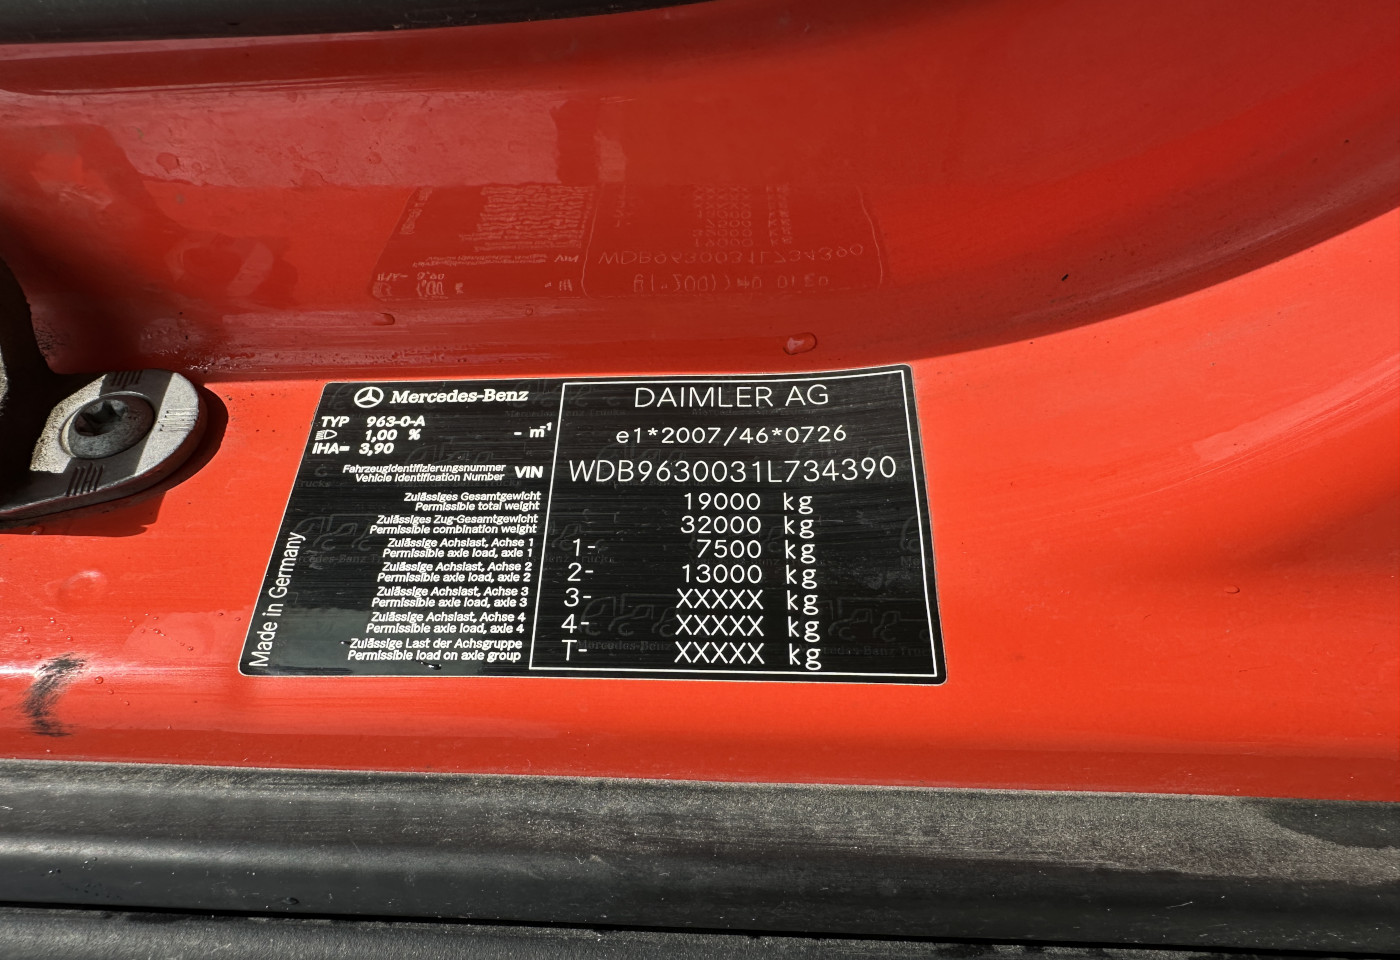 Mercedes-Benz
TYP 963-0-A
1,00 % - m-1
IHA= 3,90
DAIMLER AG
e1*2007/46*0726
Fahrzeugidentifizierungsnummer
Vehicle Identification Number VIN WDB9630031L734390
Zulässiges Gesamtgewicht
Permissible total weight 19000 kg
Zulässiges Zug-Gesamtgewicht
Permissible combination weight 32000 kg
Zulässige Achslast, Achse 1
Permissible axle load, axle 1 1- 7500 kg
Zulässige Achslast, Achse 2
Permissible axle load, axle 2 2- 13000 kg
Zulässige Achslast, Achse 3
Permissible axle load, axle 3 3- XXXXX kg
Zulässige Achslast, Achse 4
Permissible axle load, axle 4 4- XXXXX kg
Zulässige Last der Achsgruppe
Permissible load on axle group T- XXXXX kg
Made in Germany